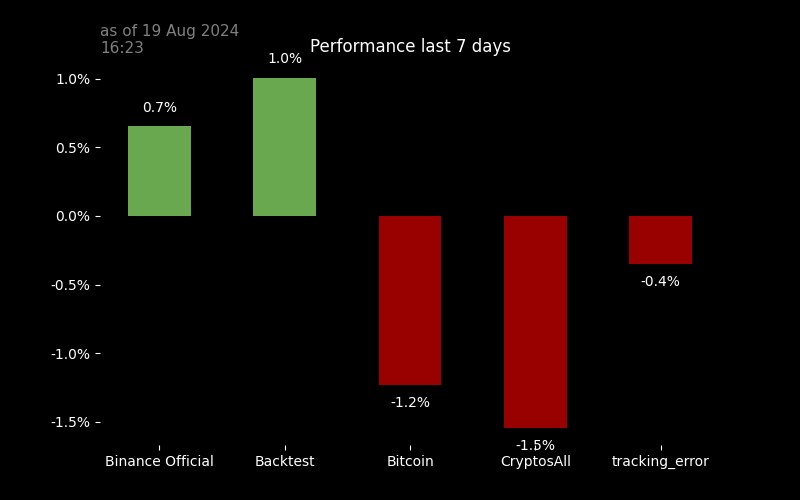 as of 19 Aug 2024
16:23
Performance last 7 days
1.0%
0.5%
0.0%
-0.5%
-1.0%
-1.5%
0.7%
1.0%
-1.2%
-1.5%
-0.4%
Binance Official
Backtest
Bitcoin
CryptosAll
tracking_error